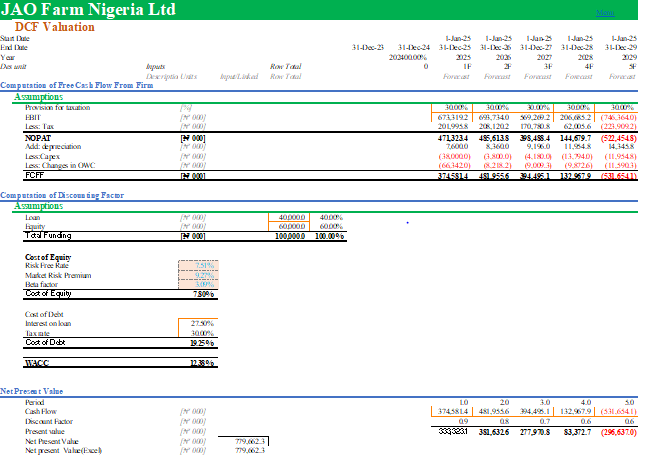 JAO Farm Nigeria Ltd Menu
DCF Valuation
Start Date 1-Jan-25 1-Jan-25 1-Jan-25 1-Jan-25 1-Jan-25
End Date 31-Dec-23 31-Dec-24 31-Dec-25 31-Dec-26 31-Dec-27 31-Dec-28 31-Dec-29
Year 202400.00% 2025 2026 2027 2028 2029
Des unit Inputs Row Total 0 1F 2F 3F 4F 5F
Descriptio Units Input/Linked Row Total Forecast Forecast Forecast Forecast Forecast
Computation of Free Cash Flow From Firm
Assumptions
Provision for taxation [%] 30.00% 30.00% 30.00% 30.00% 30.00%
EBIT [₦' 000] 673,319.2 693,734.0 569,269.2 206,685.2 (746,364.0)
Less: Tax [₦' 000] 201,995.8 208,120.2 170,780.8 62,005.6 (223,909.2)
NOPAT [₦' 000] 471,323.4 485,613.8 398,488.4 144,679.7 (522,454.8)
Add: depreciation [₦' 000] 7,600.0 8,360.0 9,196.0 11,954.8 14,345.8
Less:Capex [₦' 000] (38,000.0) (3,800.0) (4,180.0) (13,794.0) (11,954.8)
Less: Changes in OWC [₦' 000] (66,342.0) (8,218.2) (9,009.3) (9,872.6) (11,590.3)
FCFF [₦' 000] 374,581.4 481,955.6 394,495.1 132,967.9 (531,654.1)
Computation of Discounting Factor
Assumptions
Loan [₦' 000] 40,000.0 40.00%
Equity [₦' 000] 60,000.0 60.00%
Total Funding [₦' 000] 100,000.0 100.00%
Cost of Equity
Risk Free Rate 7.51%
Market Risk Premium 9.27%
Beta factor 3.09%
Cost of Equity 7.80%
Cost of Debt
Interest on loan 27.50%
Tax rate 30.00%
Cost of Debt 19.25%
WACC 12.38%
Net Present Value
Period 1.0 2.0 3.0 4.0 5.0
Cash Flow [₦' 000] 374,581.4 481,955.6 394,495.1 132,967.9 (531,654.1)
Discount Factor [₦' 000] 0.9 0.8 0.7 0.6 0.6
Present value [₦' 000] 333,323.1 381,632.6 277,970.8 83,372.7 (296,637.0)
Net Present Value [₦' 000] 779,662.3
Net present Value(Excel) [₦' 000] 779,662.3